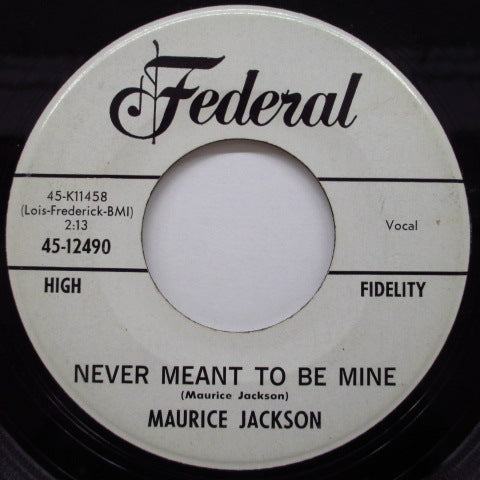 Federal
45-K11458
(Lois-Frederick-BMI)
2:13
45-12490
Vocal
HIGH FIDELITY
NEVER MEANT TO BE MINE
(Maurice Jackson)
MAURICE JACKSON